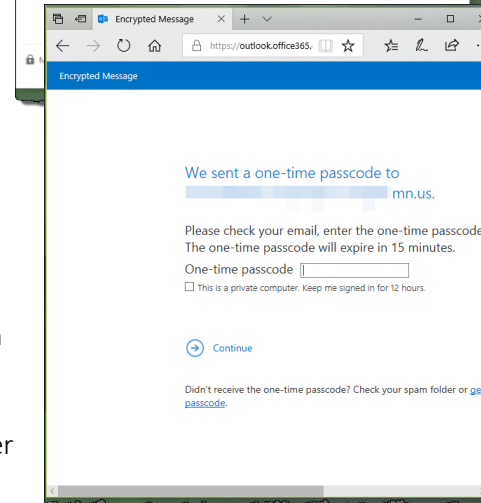 Encrypted Message
https://outlook.office365.
Encrypted Message
We sent a one-time passcode to
mn.us.
Please check your email, enter the one-time passcode
The one-time passcode will expire in 15 minutes.
One-time passcode
This is a private computer. Keep me signed in for 12 hours.
Continue
Didn't receive the one-time passcode? Check your spam folder or
passcode.